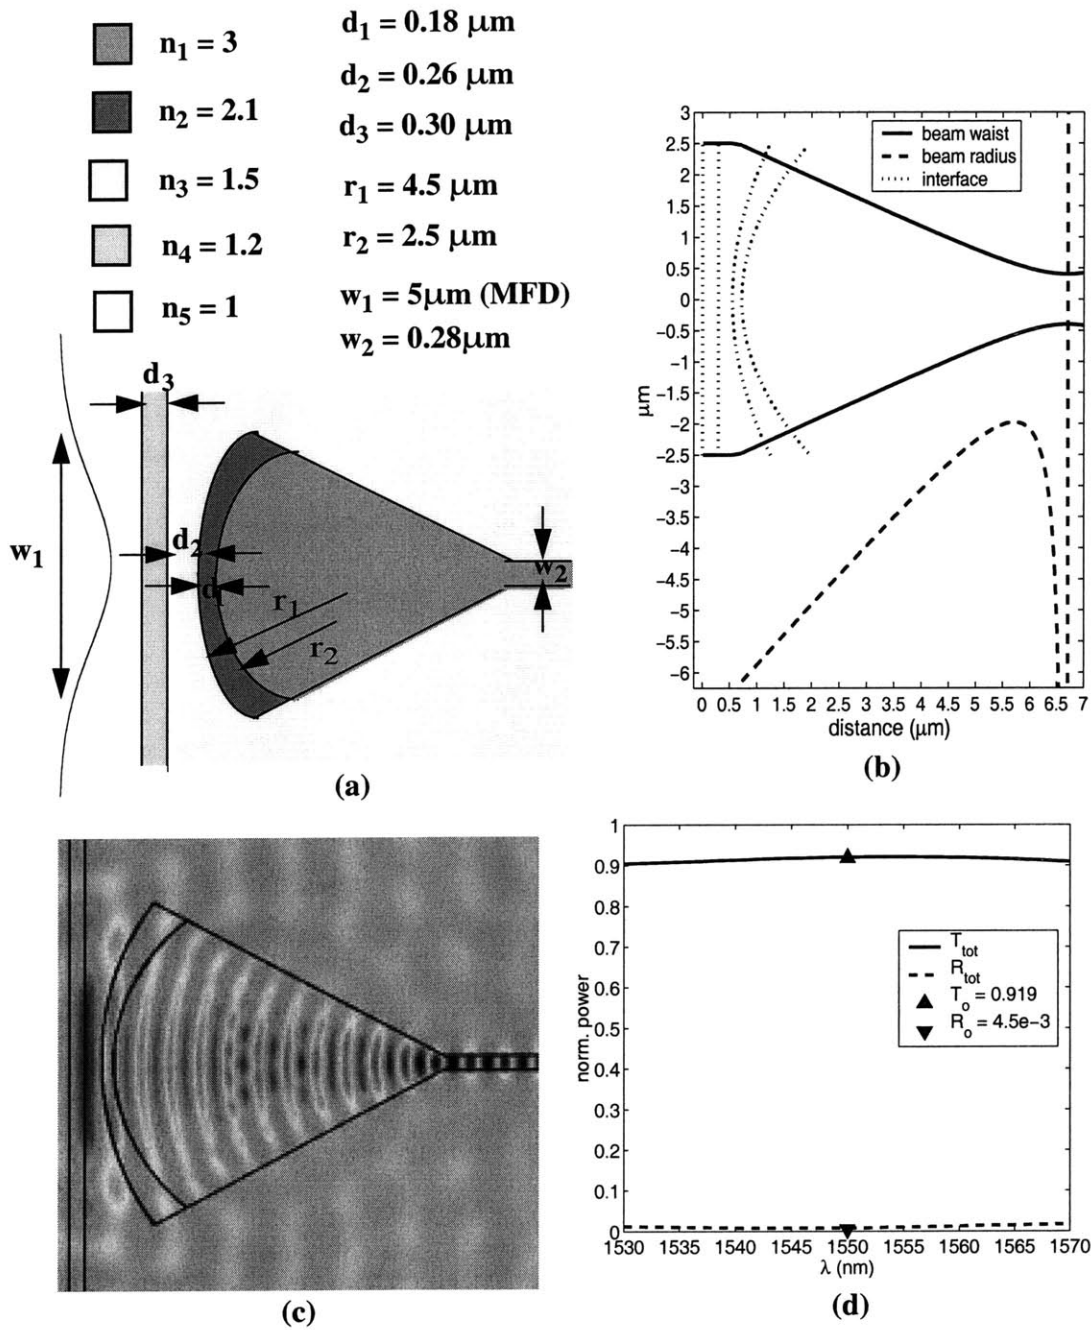 n1 = 3
n2 = 2.1
n3 = 1.5
n4 = 1.2
n5 = 1
d1 = 0.18 μm
d2 = 0.26 μm
d3 = 0.30 μm
r1 = 4.5 μm
r2 = 2.5 μm
w1 = 5μm (MFD)
w2 = 0.28μm
d3
w1
d2
d1
r1
r2
w2
(a)
3
2.5
2
1.5
1
0.5
0
-0.5
-1
-1.5
-2
-2.5
-3
-3.5
-4
-4.5
-5
-5.5
-6
μm
beam waist
beam radius
interface
0 0.5 1 1.5 2 2.5 3 3.5 4 4.5 5 5.5 6 6.5 7
distance (μm)
(b)
(c)
1
0.9
0.8
0.7
0.6
0.5
0.4
0.3
0.2
0.1
0
norm. power
Ttot
Rtot
To = 0.919
Ro = 4.5e-3
1530 1535 1540 1545 1550 1555 1560 1565 1570
λ (nm)
(d)